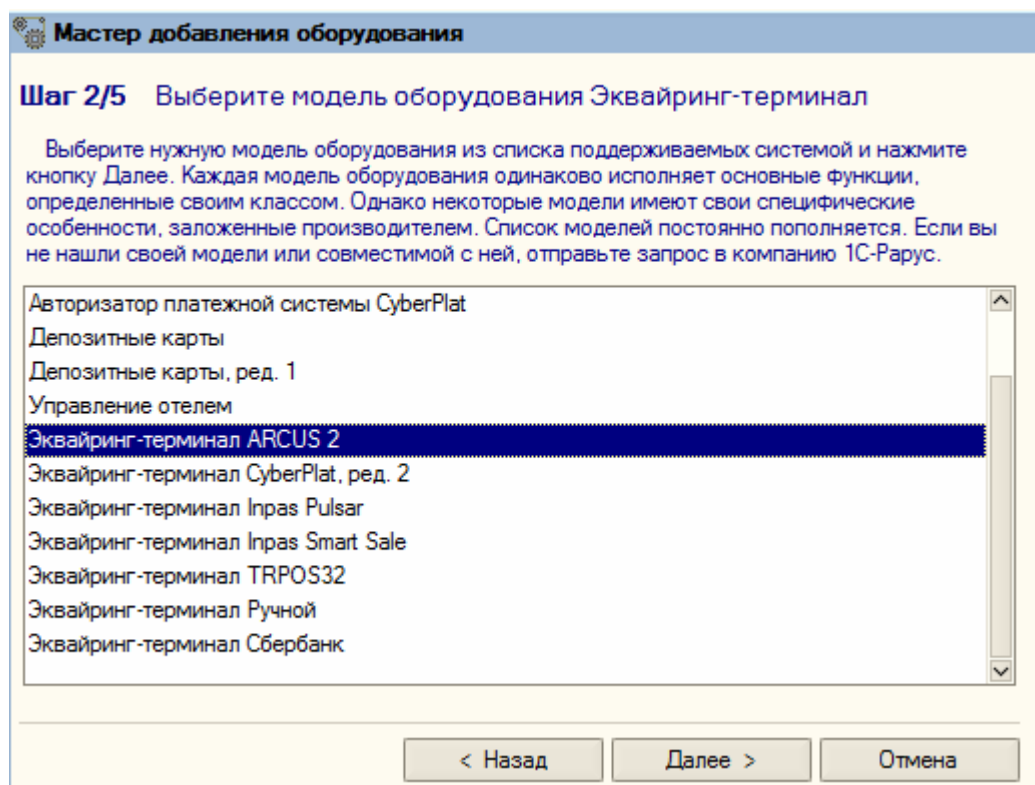 Мастер добавления оборудования
Шаг 2/5 Выберите модель оборудования Эквайринг-терминал
Выберите нужную модель оборудования из списка поддерживаемых системой и нажмите
кнопку Далее. Каждая модель оборудования одинаково исполняет основные функции,
определенные своим классом. Однако некоторые модели имеют свои специфические
особенности, заложенные производителем. Список моделей постоянно пополняется. Если вы
не нашли своей модели или совместимой с ней, отправьте запрос в компанию 1С-Рарус.
Авторизатор платежной системы CyberPlat
Депозитные карты
Депозитные карты, ред. 1
Управление отелем
Эквайринг-терминал ARCUS 2
Эквайринг-терминал CyberPlat, ред. 2
Эквайринг-терминал Inpas Pulsar
Эквайринг-терминал Inpas Smart Sale
Эквайринг-терминал TRPOS32
Эквайринг-терминал Ручной
Эквайринг-терминал Сбербанк
< Назад Далее > Отмена